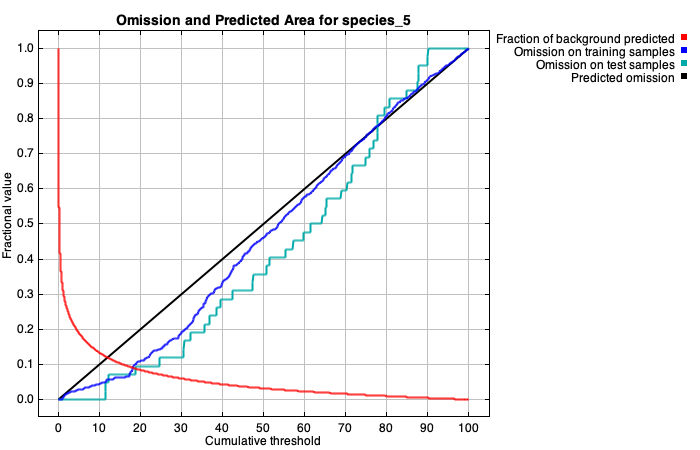 Omission and Predicted Area for species_5
Fraction of background predicted
Omission on training samples
Omission on test samples
Predicted omission
Fractional value
1.0
0.9
0.8
0.7
0.6
0.5
0.4
0.3
0.2
0.1
0.0
0 10 20 30 40 50 60 70 80 90 100
Cumulative threshold